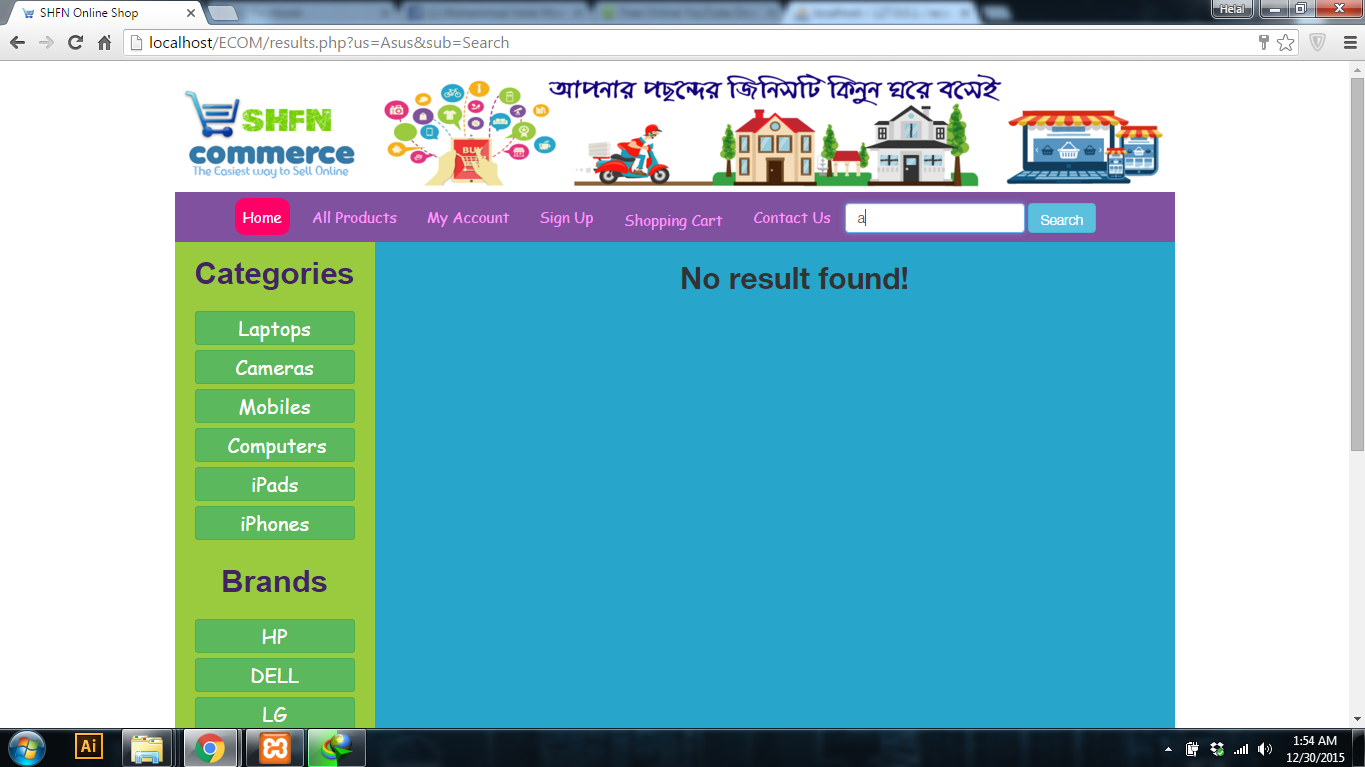 SHFN Online Shop
Helal
localhost/ECOM/results.php?us=Asus&sub=Search
আপনার পছন্দের জিনিসটি কিনুন ঘরে বসেই
SHFN
commerce
The Easiest way to Sell Online
BUY
Home All Products My Account Sign Up Shopping Cart Contact Us a Search
Categories
No result found!
Laptops
Cameras
Mobiles
Computers
iPads
iPhones
Brands
HP
DELL
LG
Ai
1:54 AM
12/30/2015